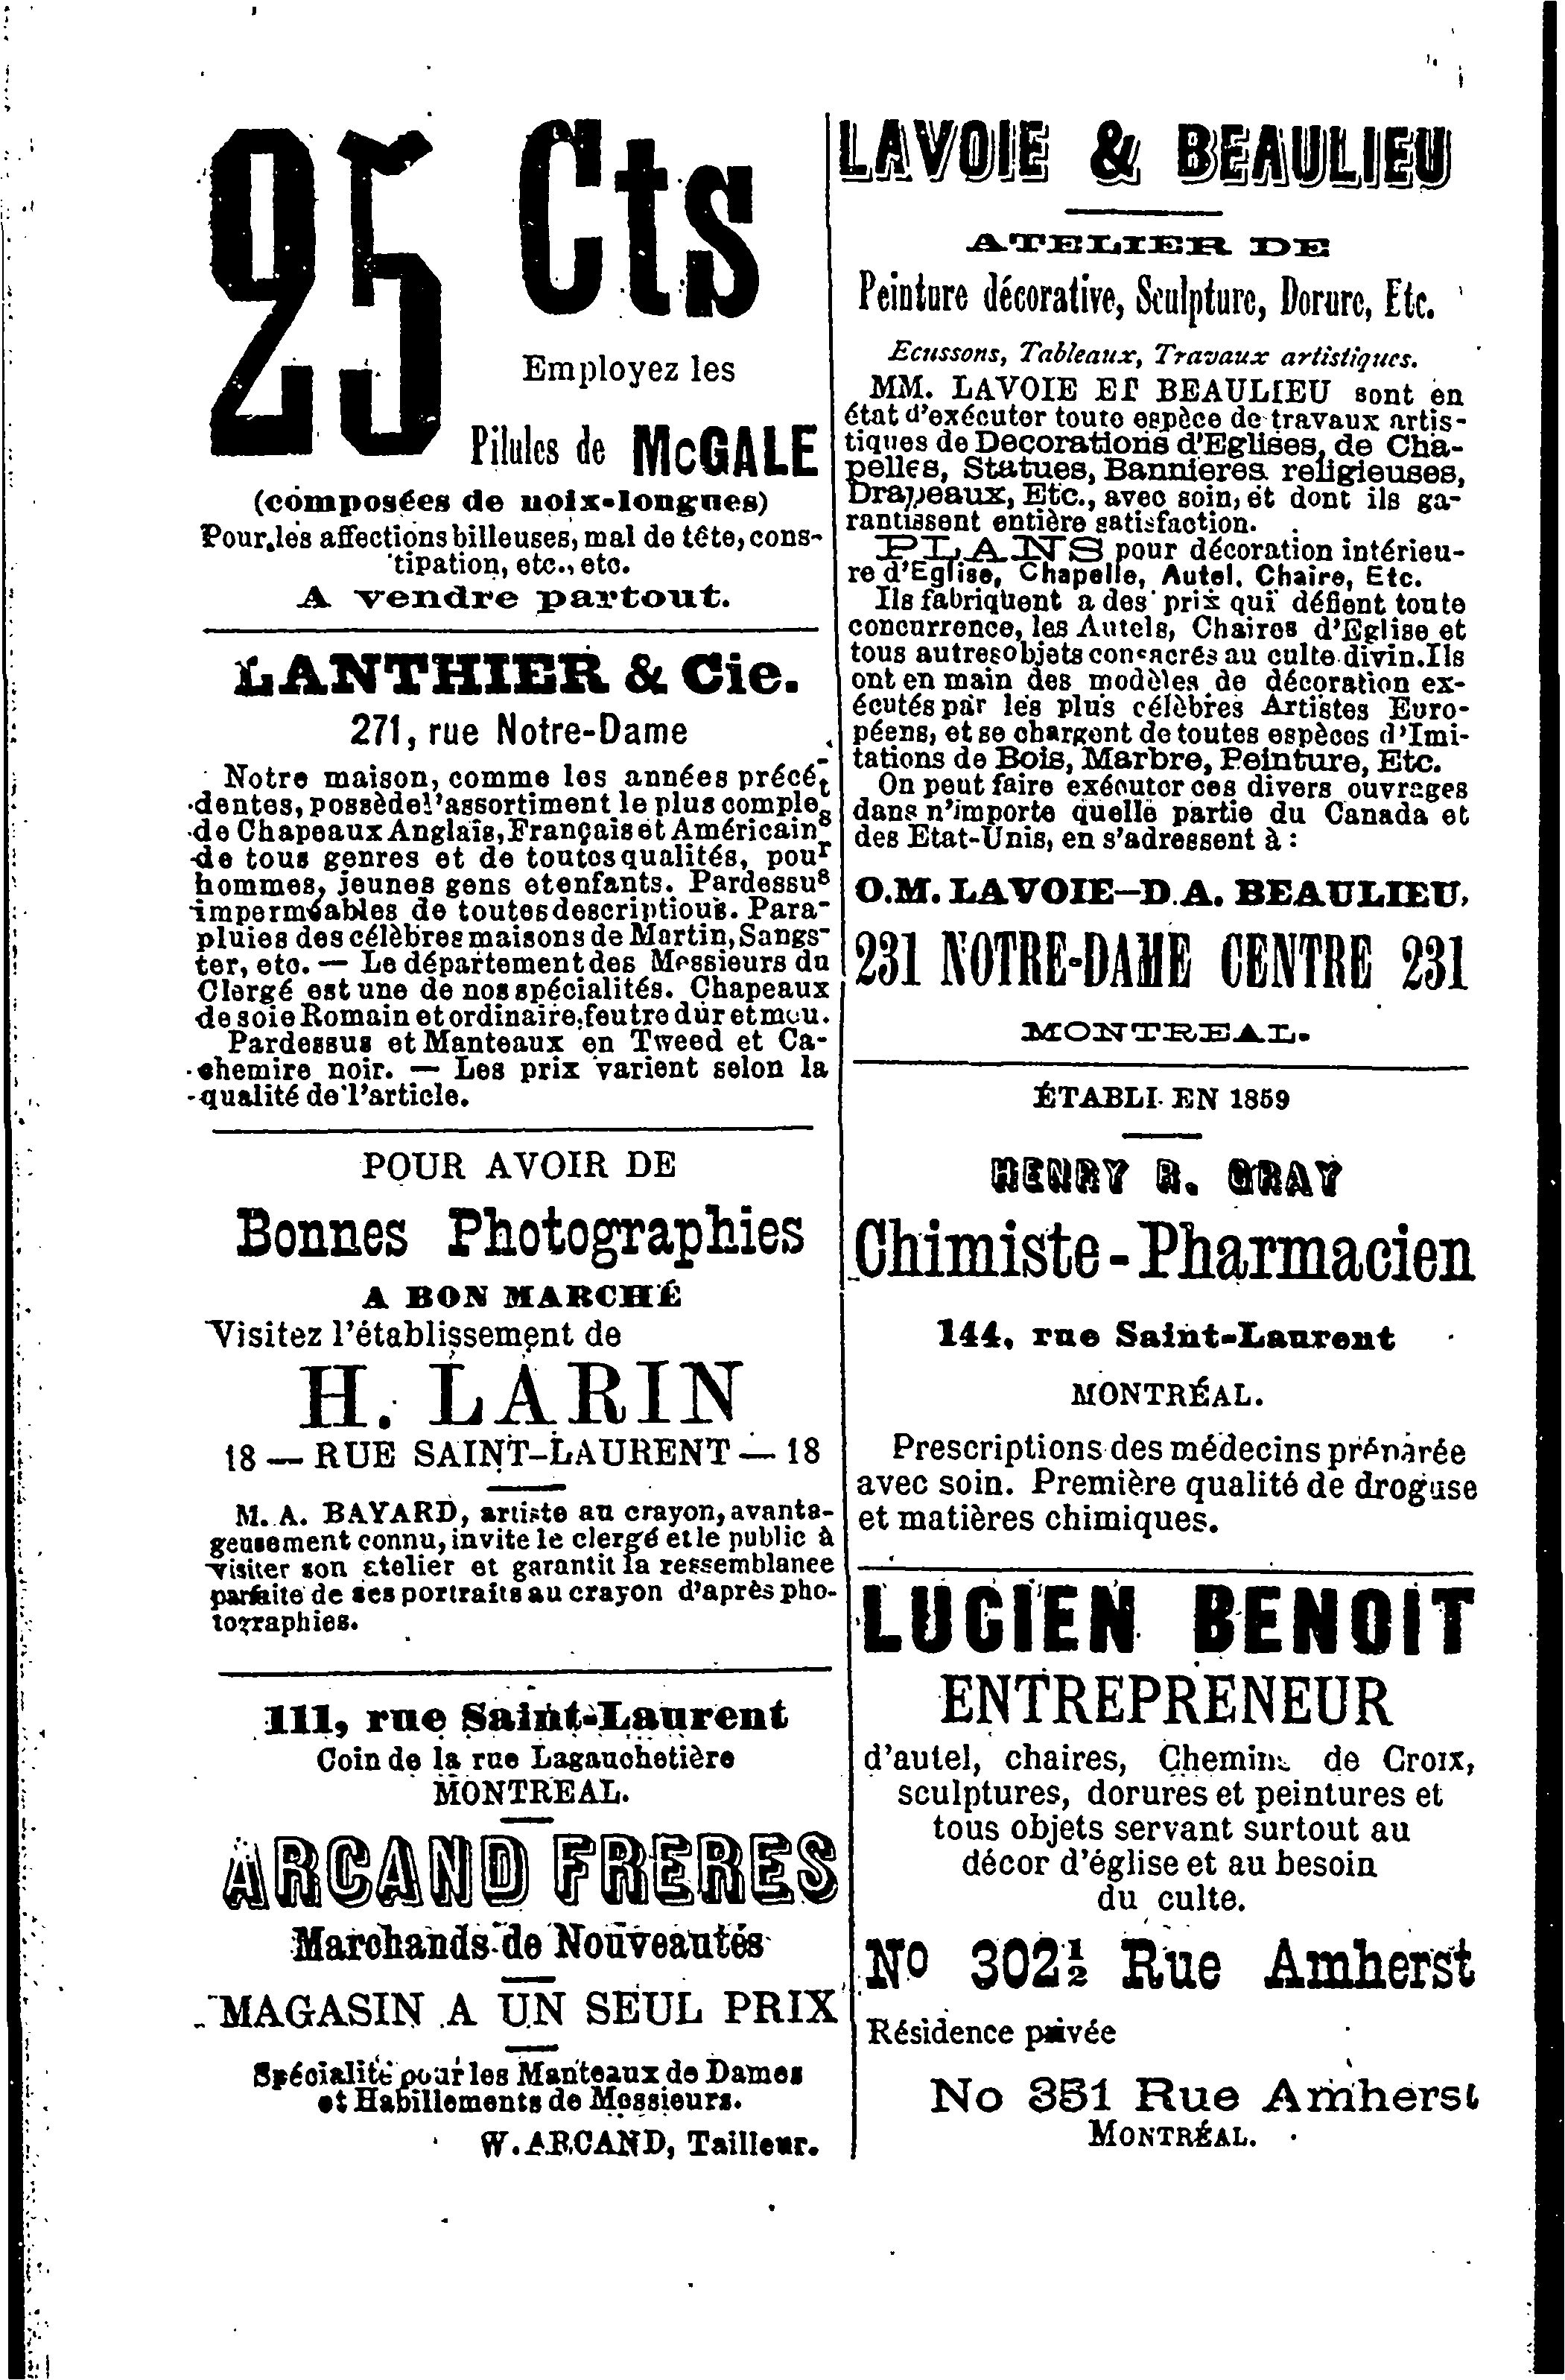 25 Cts
Employez les
Pilules de McGALE
(composées de noix-longues)
Pour les affections billeuses, mal de tête, cons-
tipation, etc., etc.
A vendre partout.
LANTHIER & Cie.
271, rue Notre-Dame
Notre maison, comme les années précé-
dentes, possède l'assortiment le plus complet
de Chapeaux Anglais, Français et Américains
de tous genres et de toutes qualités, pour
hommes, jeunes gens et enfants. Pardessus
imperméables de toutes descriptious. Para-
pluies des célèbres maisons de Martin, Sangs-
ter, etc. — Le département des Messieurs du
Clergé est une de nos spécialités. Chapeaux
de soie Romain et ordinaire, feutre dur et mou.
Pardessus et Manteaux en Tweed et Ca-
chemire noir. — Les prix varient selon la
qualité de l'article.
POUR AVOIR DE
Bonnes Photographies
A BON MARCHÉ
Visitez l'établissement de
H. LARIN
18 — RUE SAINT-LAURENT — 18
M. A. BAYARD, artiste au crayon, avanta-
geusement connu, invite le clergé et le public à
visiter son atelier et garantit la ressemblance
parfaite de ses portraits au crayon d'après pho-
tographies.
111, rue Saint-Laurent
Coin de la rue Lagauchetière
MONTREAL.
ARCAND FRERES
Marchands de Nouveautés
MAGASIN A UN SEUL PRIX
Spécialité pour les Manteaux de Dames
et Habillements de Messieurs.
W. ARCAND, Tailleur.
LAVOIE & BEAULIEU
ATELIER DE
Peinture décorative, Sculpture, Dorure, Etc.
Ecussons, Tableaux, Travaux artistiques.
MM. LAVOIE ET BEAULIEU sont en
état d'exécuter toute espèce de travaux artis-
tiques de Decorations d'Eglises, de Cha-
pelles, Statues, Bannieres religieuses,
Drapeaux, Etc., avec soin, et dont ils ga-
rantissent entière satisfaction.
PLANS pour décoration intérieu-
re d'Eglise, Chapelle, Autel, Chaire, Etc.
Ils fabriquent a des prix qui défient toute
concurrence, les Autels, Chaires d'Eglise et
tous autres objets consacrés au culte divin. Ils
ont en main des modèles de décoration ex-
écutés par les plus célèbres Artistes Euro-
péens, et se chargent de toutes espèces d'Imi-
tations de Bois, Marbre, Peinture, Etc.
On peut faire exécuter ces divers ouvrages
dans n'importe quelle partie du Canada et
des Etat-Unis, en s'adressent à :
O.M. LAVOIE—D.A. BEAULIEU,
231 NOTRE-DAME CENTRE 231
MONTREAL.
ÉTABLI EN 1859
HENRY R. GRAY
Chimiste-Pharmacien
144, rue Saint-Laurent
MONTRÉAL.
Prescriptions des médecins préparée
avec soin. Première qualité de droguse
et matières chimiques.
LUCIEN BENOIT
ENTREPRENEUR
d'autel, chaires, Chemins de Croix,
sculptures, dorures et peintures et
tous objets servant surtout au
décor d'église et au besoin
du culte.
No 302½ Rue Amherst
Résidence privée
No 351 Rue Amherst
MONTRÉAL.